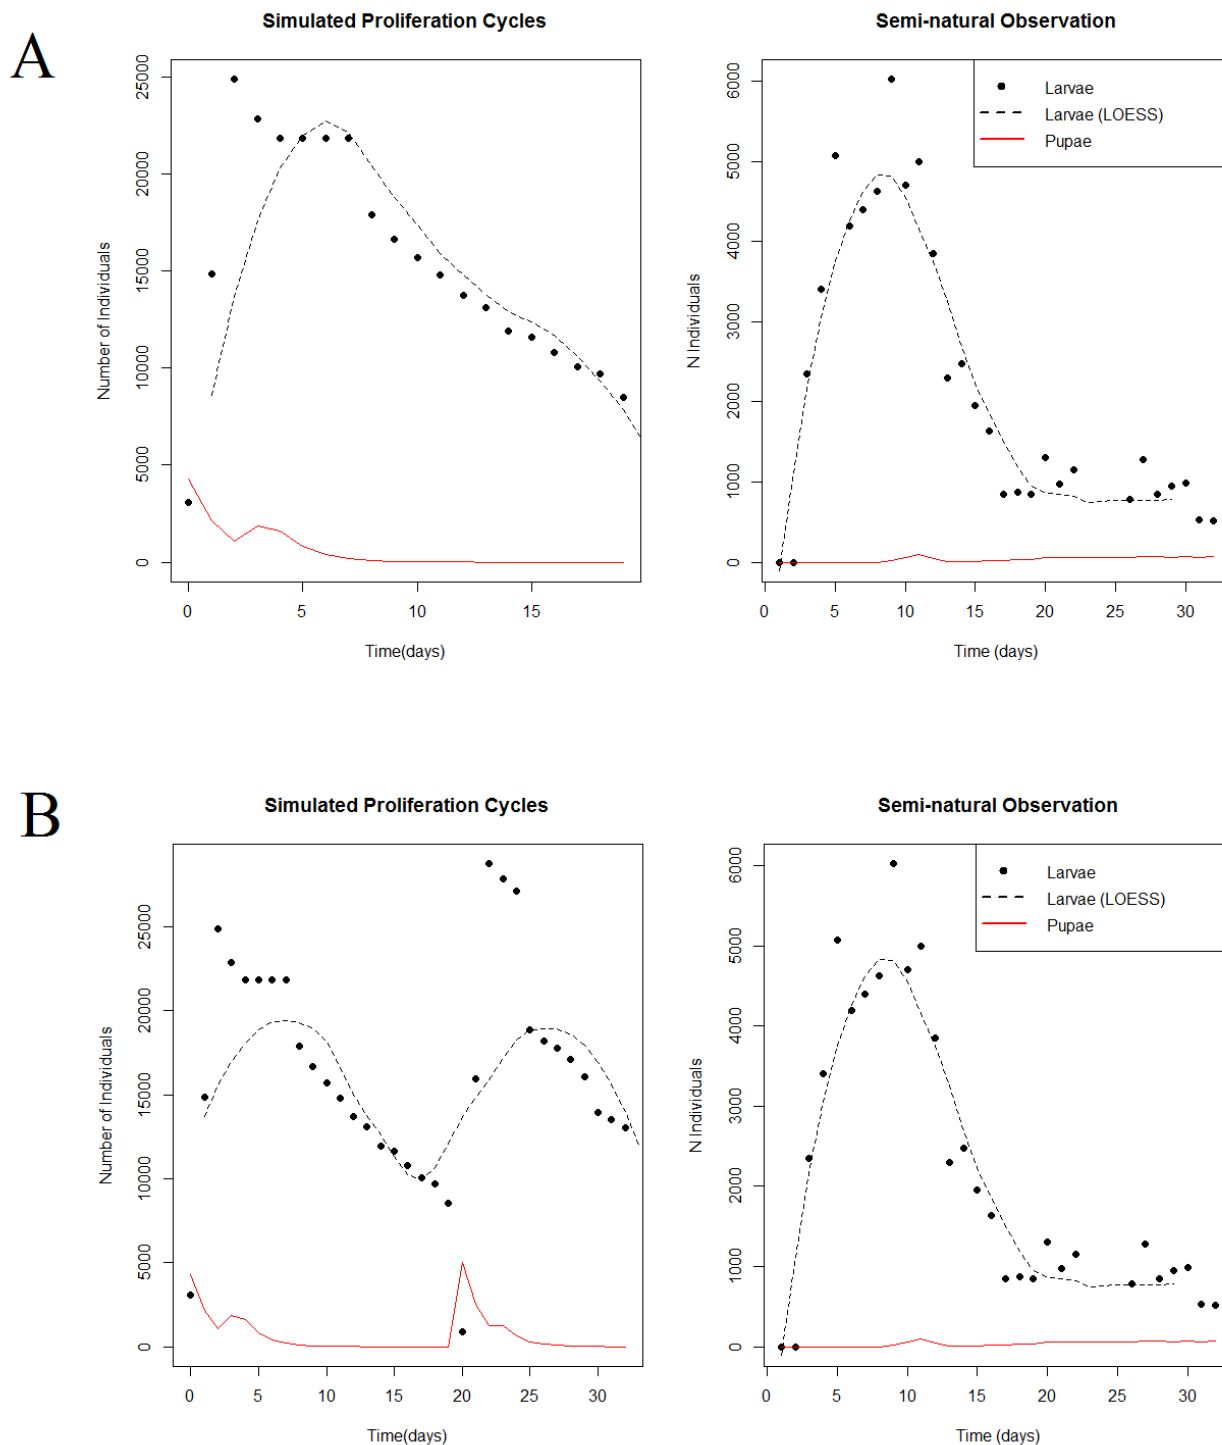 A
Simulated Proliferation Cycles
Number of Individuals
0
5000
10000
15000
20000
25000
0
5
10
15
Time(days)
Semi-natural Observation
N Individuals
0
1000
2000
3000
4000
5000
6000
Larvae
Larvae (LOESS)
Pupae
0
5
10
15
20
25
30
Time (days)
B
Simulated Proliferation Cycles
Number of Individuals
0
5000
10000
15000
20000
25000
0
5
10
15
20
25
30
Time(days)
Semi-natural Observation
N Individuals
0
1000
2000
3000
4000
5000
6000
Larvae
Larvae (LOESS)
Pupae
0
5
10
15
20
25
30
Time (days)